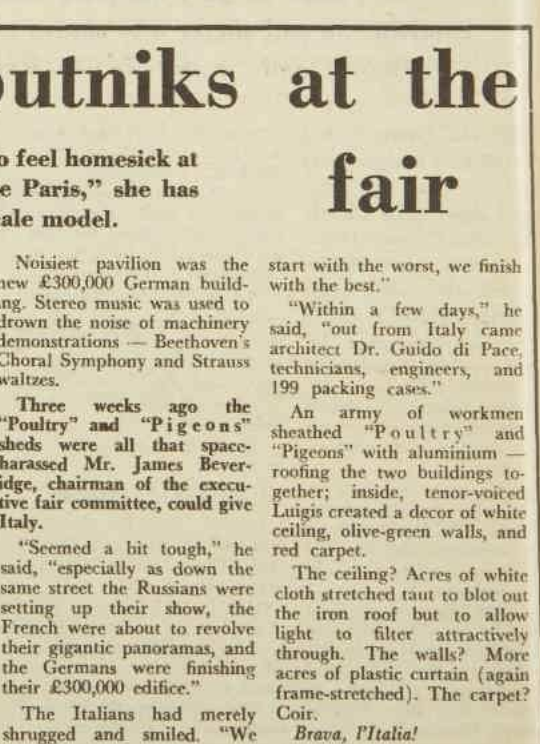 outniks at the
fair
o feel homesick at
e Paris," she has
ale model.
Noisiest pavilion was the
new £300,000 German build-
ing. Stereo music was used to
drown the noise of machinery
demonstrations — Beethoven's
Choral Symphony and Strauss
waltzes.
Three weeks ago the
"Poultry" and "Pigeons"
sheds were all that space-
harassed Mr. James Bever-
idge, chairman of the execu-
tive fair committee, could give
Italy.
"Seemed a bit tough," he
said, "especially as down the
same street the Russians were
setting up their show, the
French were about to revolve
their gigantic panoramas, and
the Germans were finishing
their £300,000 edifice."
The Italians had merely
shrugged and smiled. "We
start with the worst, we finish
with the best."
"Within a few days," he
said, "out from Italy came
architect Dr. Guido di Pace,
technicians, engineers, and
199 packing cases."
An army of workmen
sheathed "Poultry" and
"Pigeons" with aluminium —
roofing the two buildings to-
gether; inside, tenor-voiced
Luigis created a decor of white
ceiling, olive-green walls, and
red carpet.
The ceiling? Acres of white
cloth stretched taut to blot out
the iron roof but to allow
light to filter attractively
through. The walls? More
acres of plastic curtain (again
frame-stretched). The carpet?
Coir.
Brava, l'Italia!